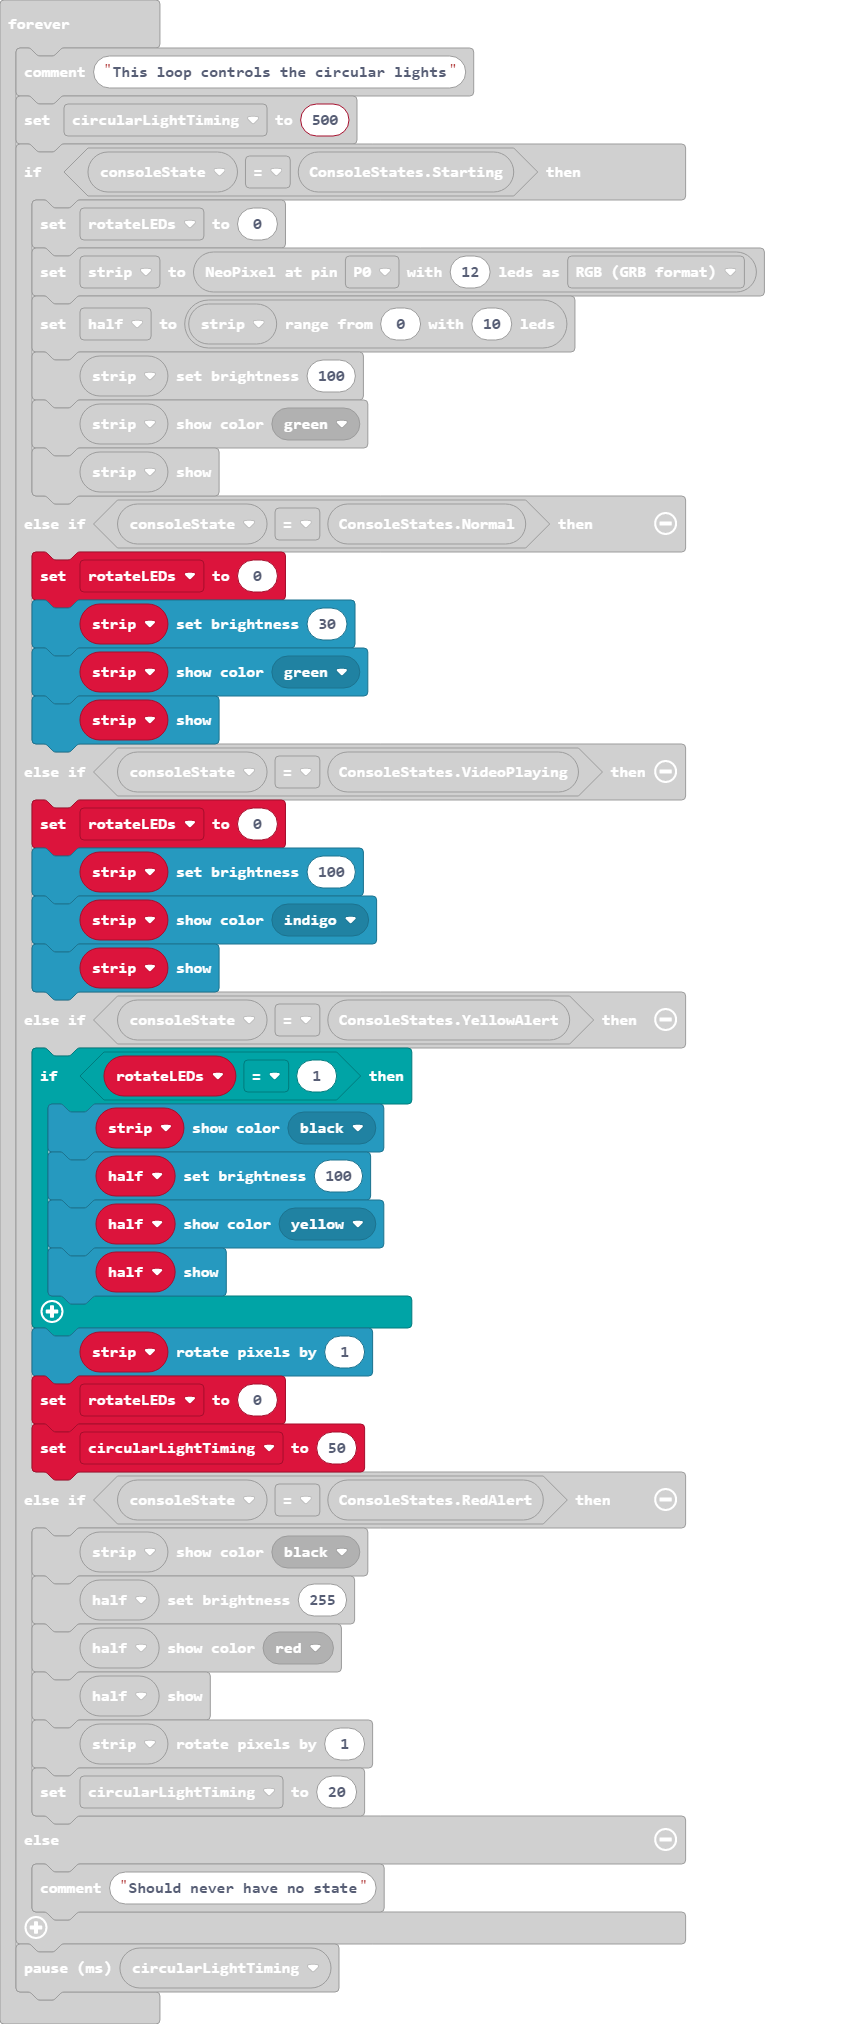 forever
comment "This loop controls the circular lights"
set circularLightTiming to 500
if consoleState = ConsoleStates.Starting then
set rotateLEDs to 0
set strip to NeoPixel at pin P0 with 12 leds as RGB (GRB format)
set half to strip range from 0 with 10 leds
strip set brightness 100
strip show color green
strip show
else if consoleState = ConsoleStates.Normal then
set rotateLEDs to 0
strip set brightness 30
strip show color green
strip show
else if consoleState = ConsoleStates.VideoPlaying then
set rotateLEDs to 0
strip set brightness 100
strip show color indigo
strip show
else if consoleState = ConsoleStates.YellowAlert then
if rotateLEDs = 1 then
strip show color black
half set brightness 100
half show color yellow
half show
strip rotate pixels by 1
set rotateLEDs to 0
set circularLightTiming to 50
else if consoleState = ConsoleStates.RedAlert then
strip show color black
half set brightness 255
half show color red
half show
strip rotate pixels by 1
set circularLightTiming to 20
else
comment "Should never have no state"
pause (ms) circularLightTiming